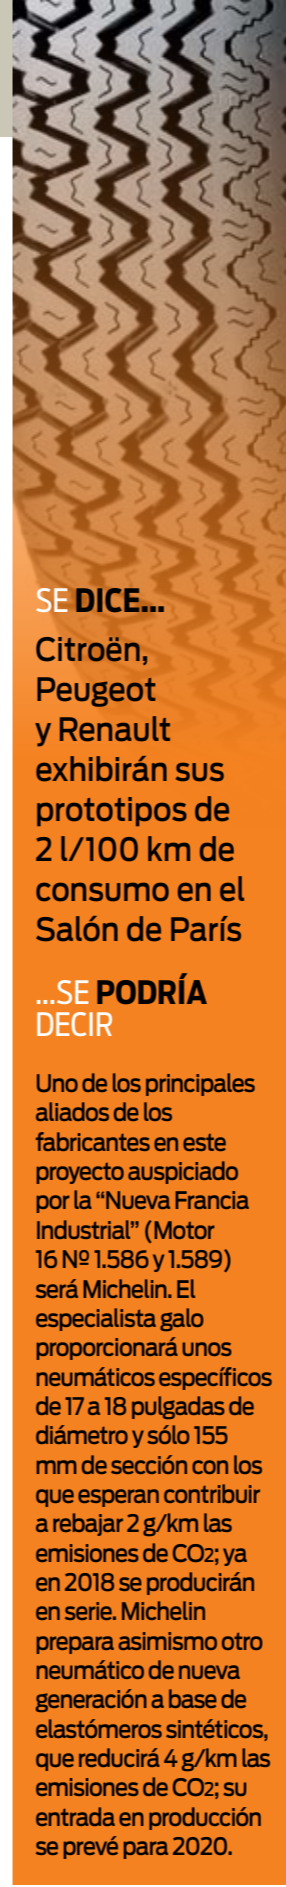 SE DICE...
Citroën,
Peugeot
y Renault
exhibirán sus
prototipos de
2 l/100 km de
consumo en el
Salón de París
...SE PODRÍA
DECIR
Uno de los principales
aliados de los
fabricantes en este
proyecto auspiciado
por la “Nueva Francia
Industrial” (Motor
16 Nº 1.586 y 1.589)
será Michelin. El
especialista galo
proporcionará unos
neumáticos específicos
de 17 a 18 pulgadas de
diámetro y sólo 155
mm de sección con los
que esperan contribuir
a rebajar 2 g/km las
emisiones de CO2; ya
en 2018 se producirán
en serie. Michelin
prepara asimismo otro
neumático de nueva
generación a base de
elastómeros sintéticos,
que reducirá 4 g/km las
emisiones de CO2; su
entrada en producción
se prevé para 2020.